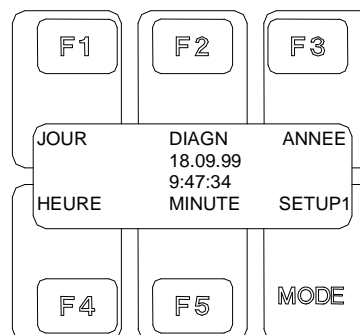 F1 F2 F3
JOUR DIAGN ANNEE
18.09.99
9:47:34
HEURE MINUTE SETUP1
F4 F5 MODE